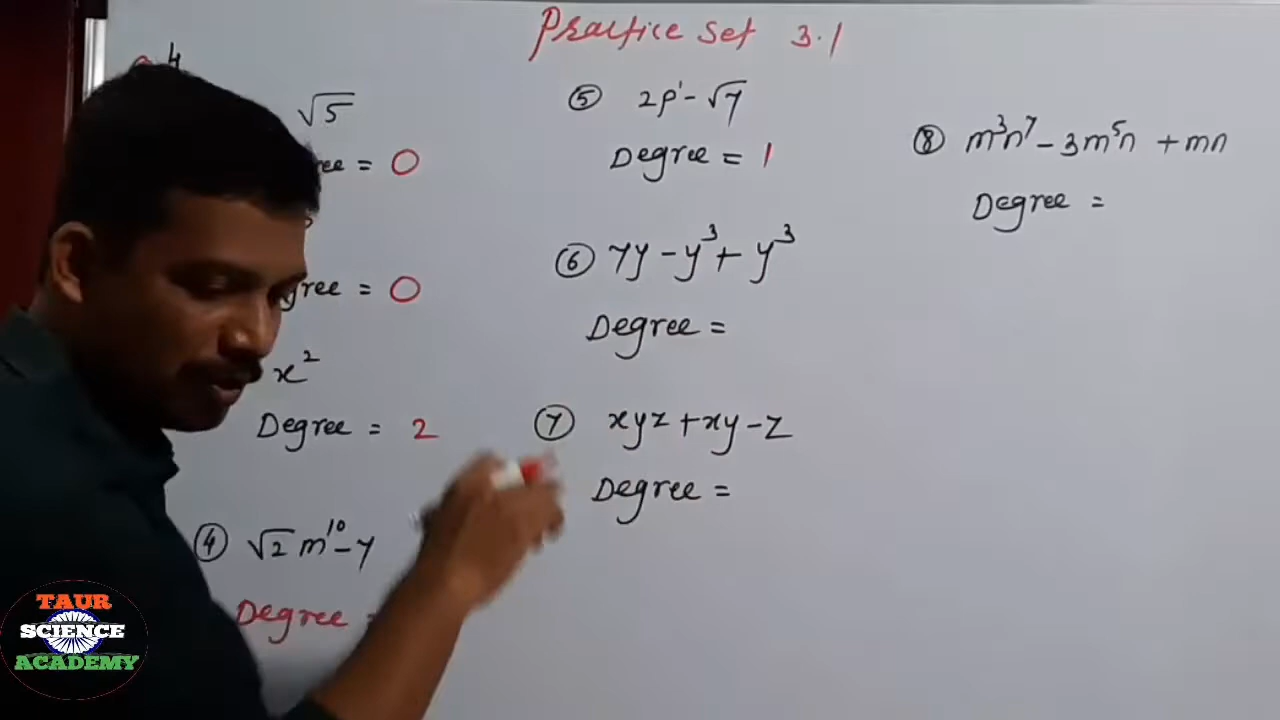 Practice Set 3.1
4
√5
ree = 0
gree = 0
x²
Degree = 2
④ √2 m¹⁰ - 7
Degree =
⑤ 2p¹ - √7
Degree = 1
⑥ 7y - y³ + y³
Degree =
⑦ xyz + xy - z
Degree =
⑧ m³n⁷ - 3m⁵n + mn
Degree =
TAUR
SCIENCE
ACADEMY